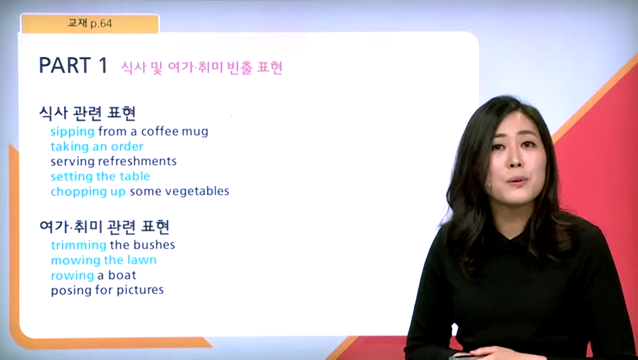 교재 p.64
PART 1 식사 및 여가·취미 빈출 표현
식사 관련 표현
sipping from a coffee mug
taking an order
serving refreshments
setting the table
chopping up some vegetables
여가·취미 관련 표현
trimming the bushes
mowing the lawn
rowing a boat
posing for pictures